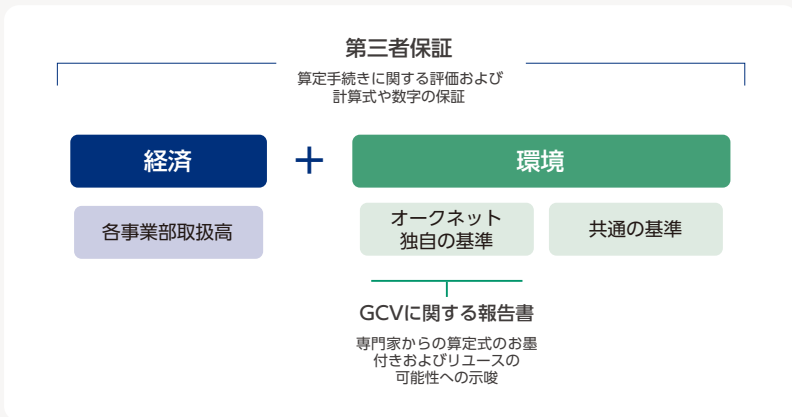 第三者保証
算定手続きに関する評価および
計算式や数字の保証
経済
+
環境
各事業部取扱高
オークネット
独自の基準
共通の基準
GCVに関する報告書
専門家からの算定式のお墨
付きおよびリユースの
可能性への示唆